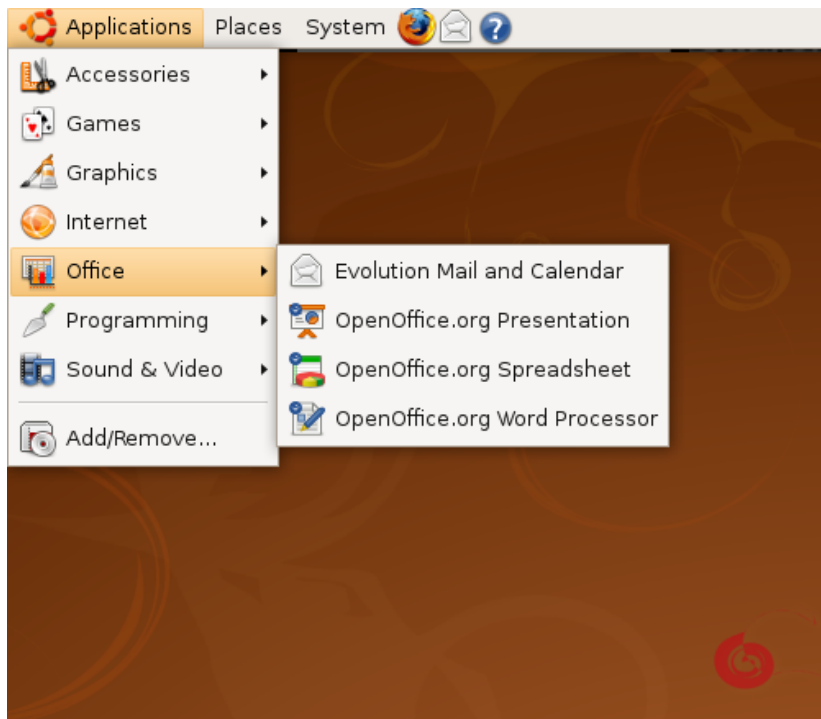 Applications Places System
Accessories
Games
Graphics
Internet
Office
Evolution Mail and Calendar
OpenOffice.org Presentation
OpenOffice.org Spreadsheet
OpenOffice.org Word Processor
Programming
Sound & Video
Add/Remove...